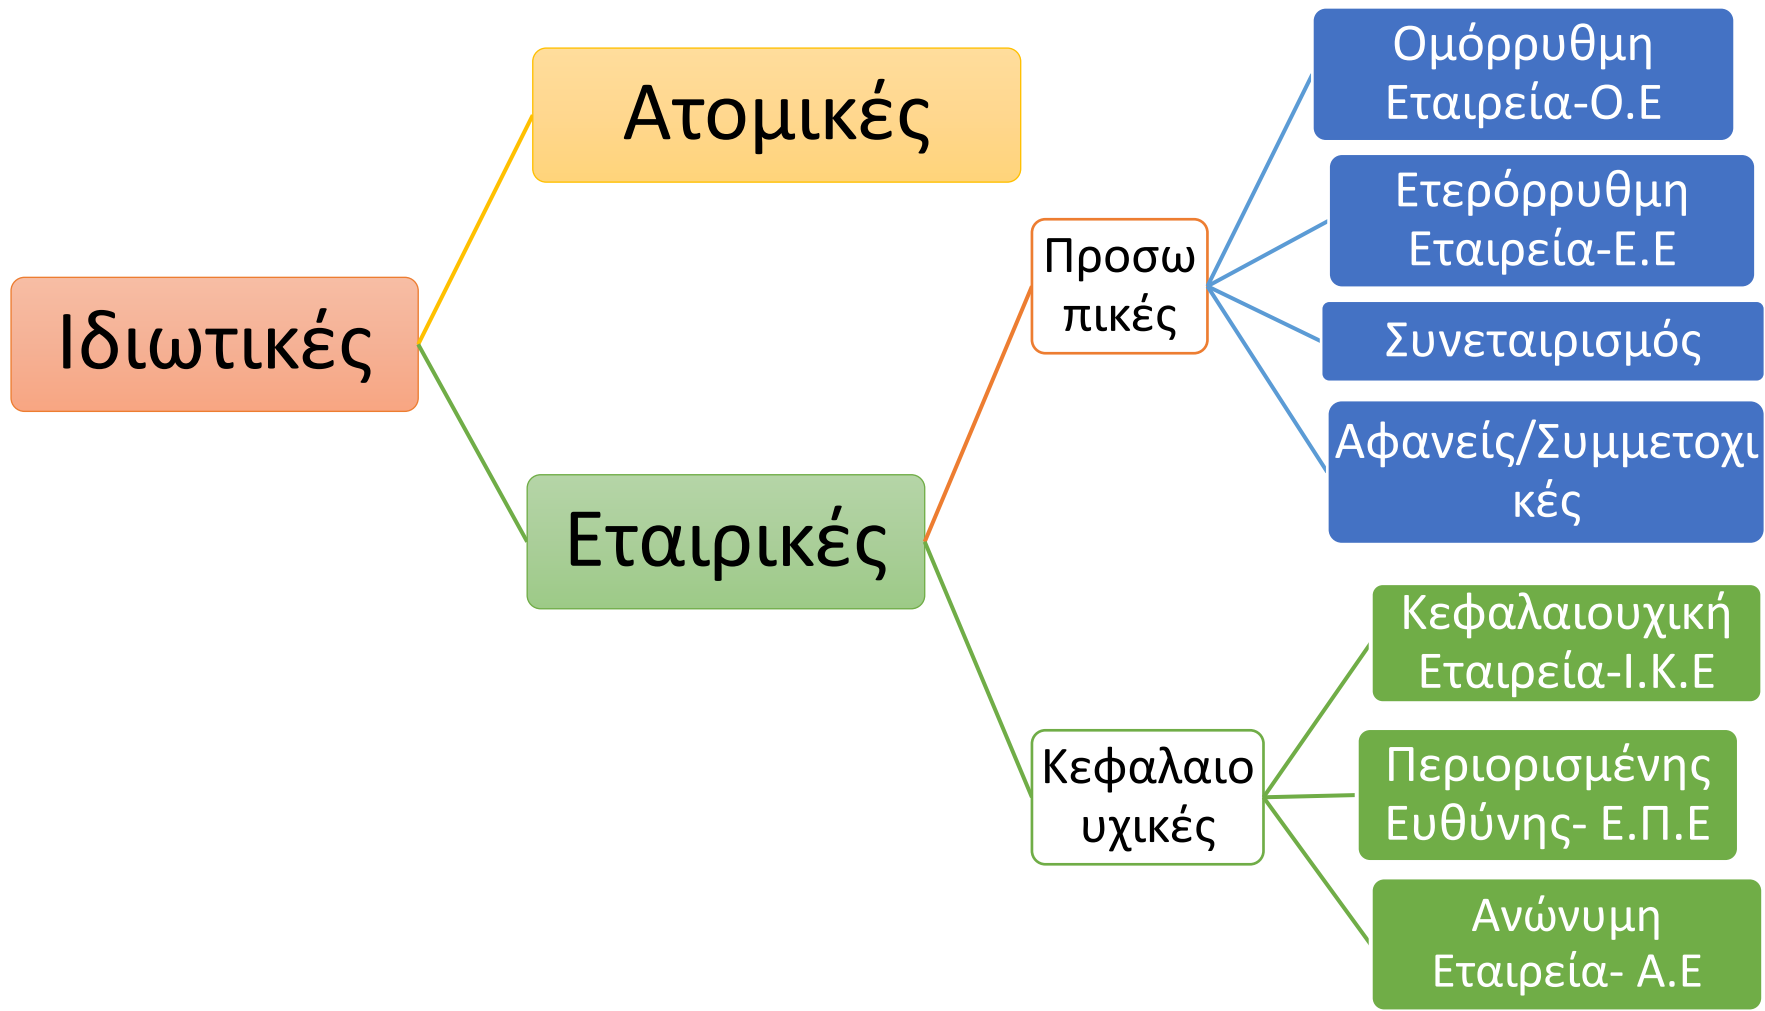 Ιδιωτικές
Ατομικές
Εταιρικές
Προσω
πικές
Ομόρρυθμη
Εταιρεία-Ο.Ε
Ετερόρρυθμη
Εταιρεία-Ε.Ε
Συνεταιρισμός
Αφανείς/Συμμετοχι
κές
Κεφαλαιο
υχικές
Κεφαλαιουχική
Εταιρεία-Ι.Κ.Ε
Περιορισμένης
Ευθύνης- Ε.Π.Ε
Ανώνυμη
Εταιρεία- Α.Ε